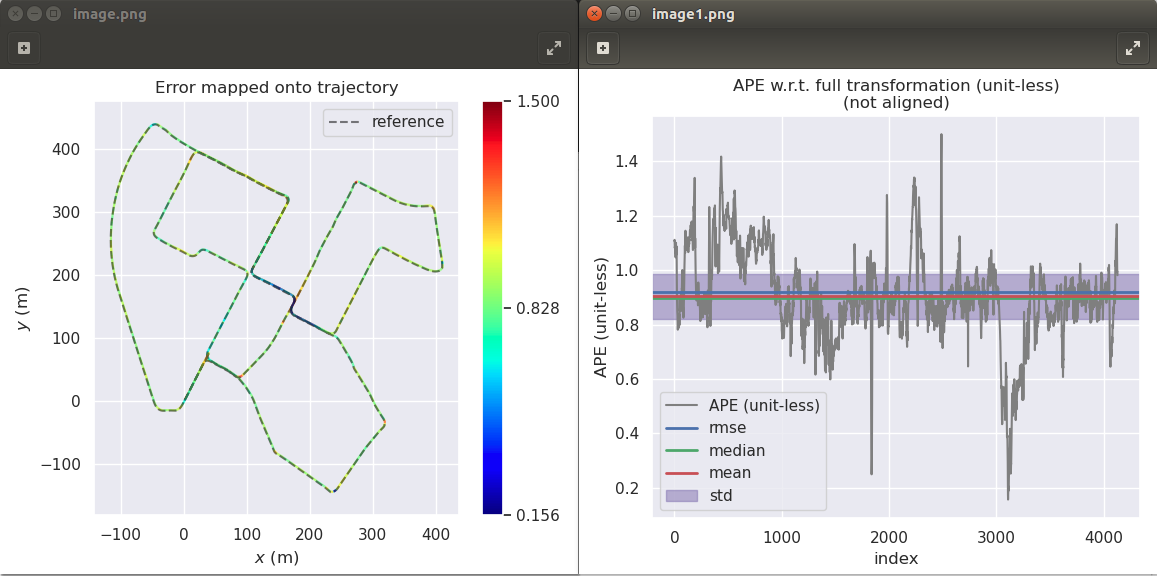 image.png
Error mapped onto trajectory
reference
400
300
200
100
0
−100
y (m)
−100
0
100
200
300
400
x (m)
1.500
0.828
0.156
image1.png
APE w.r.t. full transformation (unit-less)
(not aligned)
APE (unit-less)
1.4
1.2
1.0
0.8
0.6
0.4
0.2
APE (unit-less)
rmse
median
mean
std
0
1000
2000
3000
4000
index